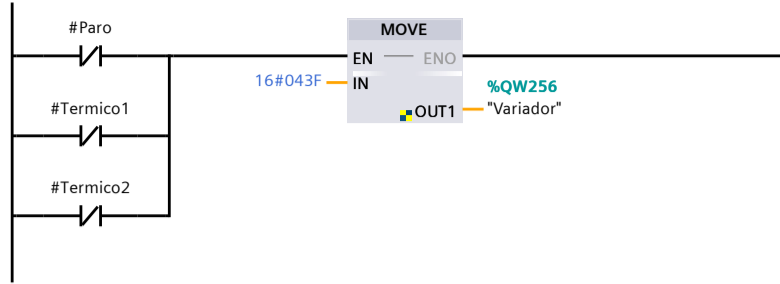 #Paro
MOVE
EN
ENO
16#043F
IN
%QW256
OUT1
"Variador"
#Termico1
#Termico2